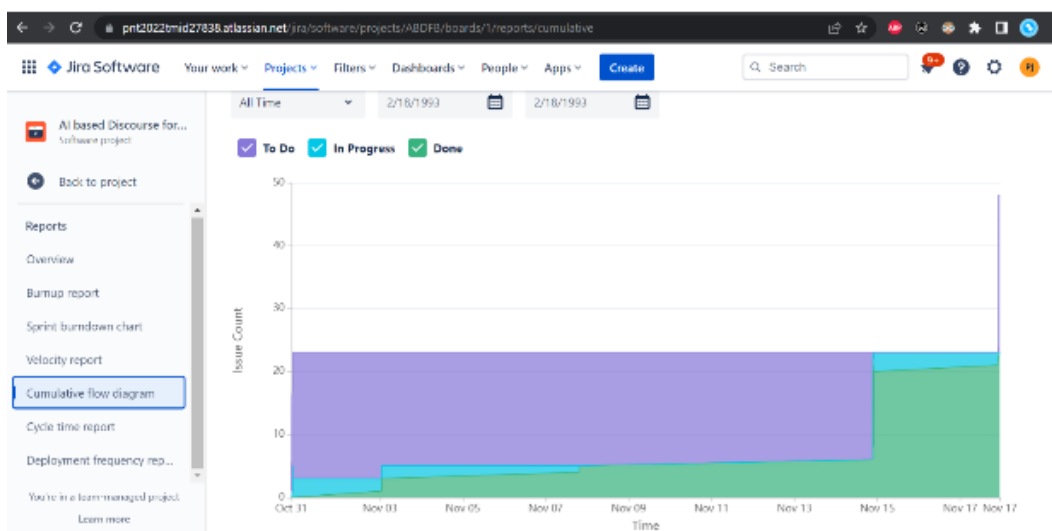 pnt2022tmid27838.atlassian.net/jira/software/projects/ABDFB/boards/1/reports/cumulative
Jira Software Your work Projects Filters Dashboards People Apps Create Search 9+ PJ
All Time 2/18/1993 2/18/1993
AI based Discourse for...
Software project
To Do In Progress Done
Back to project
Reports
Overview
Burnup report
Sprint burndown chart
Velocity report
Cumulative flow diagram
Cycle time report
Deployment frequency rep...
You're in a team-managed project
Learn more
50
40
30
20
10
0
Issue Count
Oct 31 Nov 03 Nov 05 Nov 07 Nov 09 Nov 11 Nov 13 Nov 15 Nov 17 Nov 17
Time